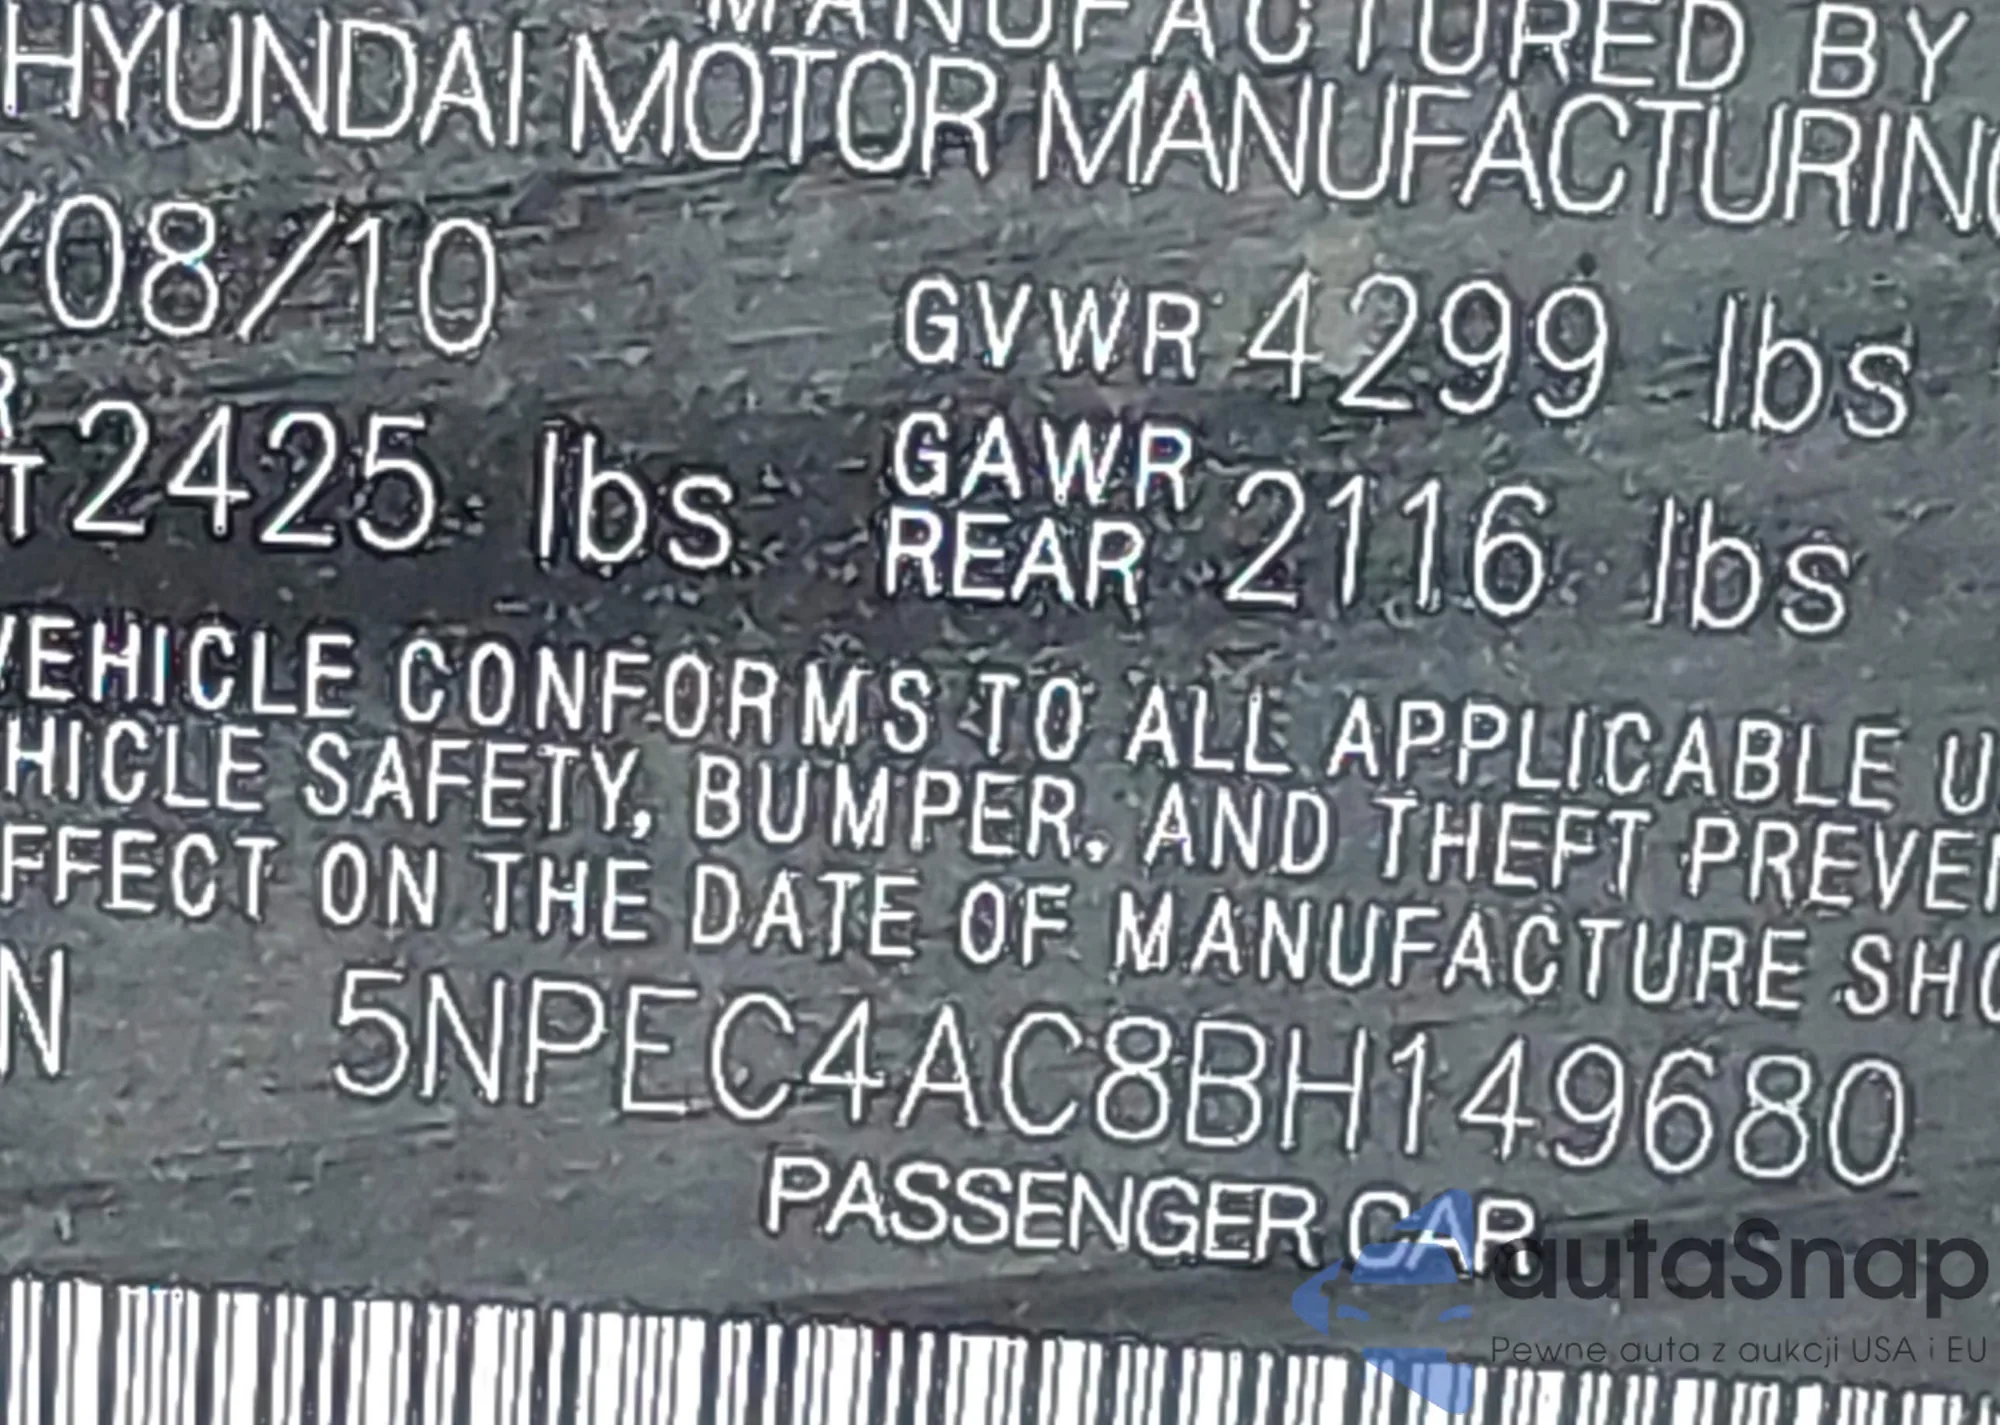 MANUFACTURED BY
HYUNDAI MOTOR MANUFACTURING
/08/10 GVWR 4299 lbs
R GAWR
T 2425 lbs REAR 2116 lbs
VEHICLE CONFORMS TO ALL APPLICABLE U
HICLE SAFETY, BUMPER, AND THEFT PREVEN
FFECT ON THE DATE OF MANUFACTURE SHO
N 5NPEC4AC8BH149680
PASSENGER CAR
autaSnap
Pewne auta z aukcji USA i EU